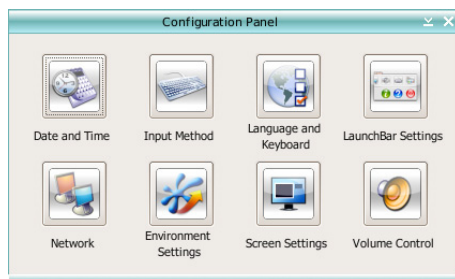 Configuration Panel
Date and Time
Input Method
Language and
Keyboard
LaunchBar Settings
Network
Environment
Settings
Screen Settings
Volume Control